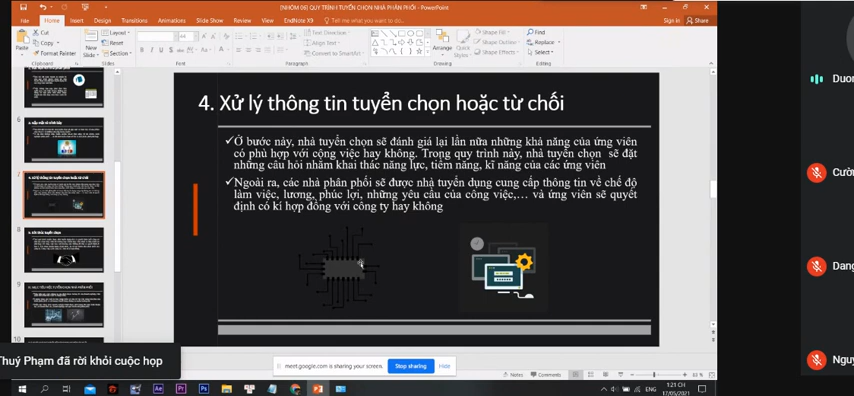 [NHÓM 05] QUY TRÌNH TUYỂN CHỌN NHÀ PHÂN PHỐI - PowerPoint
File Home Insert Design Transitions Animations Slide Show Review View EndNote X9 Tell me what you want to do... Sign in Share
Cut
Copy
Format Painter
Paste
Clipboard
New Slide
Layout
Reset
Section
Slides
Font
Text Direction
Align Text
Convert to SmartArt
Paragraph
Arrange
Quick Styles
Shape Fill
Shape Outline
Shape Effects
Drawing
Find
Replace
Select
Editing
6
7
8
9
10
4. Xử lý thông tin tuyển chọn hoặc từ chối
✓Ở bước này, nhà tuyển chọn sẽ đánh giá lại lần nữa những khả năng của ứng viên
có phù hợp với công việc hay không. Trong quy trình này, nhà tuyển chọn sẽ đặt
những câu hỏi nhằm khai thác năng lực, tiềm năng, kĩ năng của các ứng viên
✓Ngoài ra, các nhà phân phối sẽ được nhà tuyển dụng cung cấp thông tin về chế độ
làm việc, lương, phúc lợi, những yêu cầu của công việc,... và ứng viên sẽ quyết
định có kí hợp đồng với công ty hay không
Thuý Phạm đã rời khỏi cuộc họp
meet.google.com is sharing your screen. Stop sharing Hide
Notes Comments
ENG
1:21 CH
17/05/2021
Duon
Cườn
Dang
Nguy